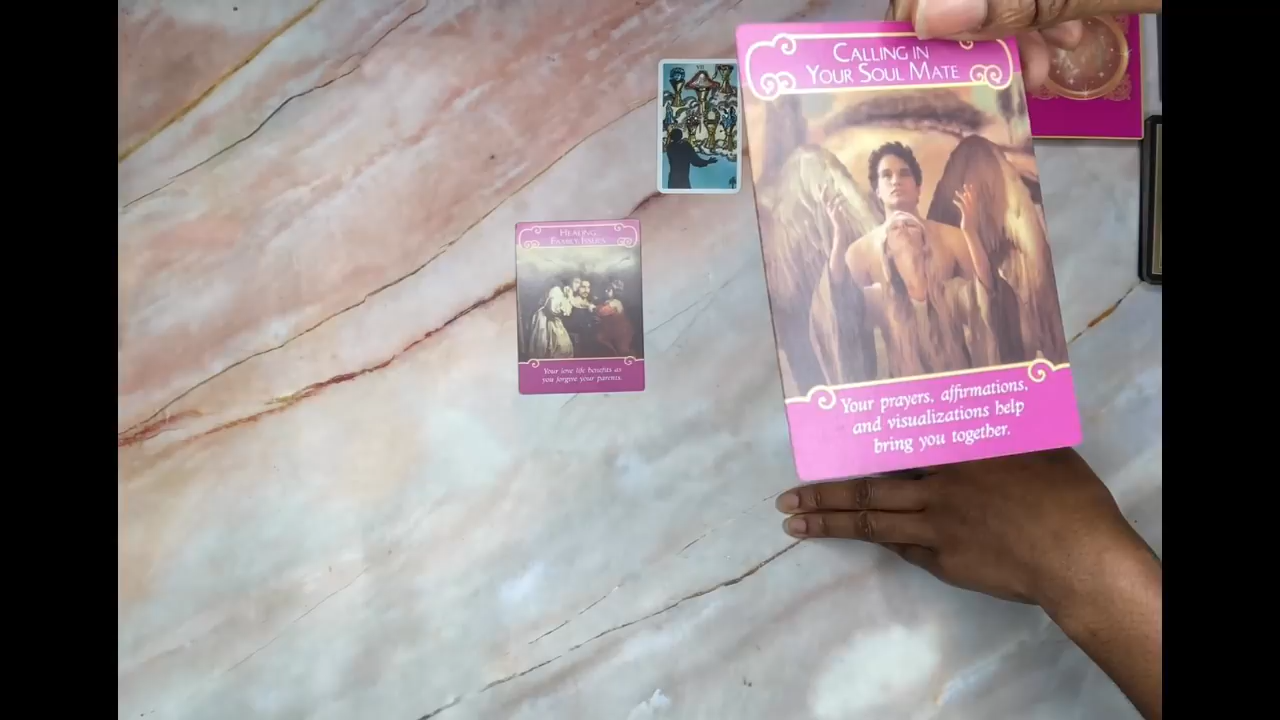 VII
CALLING IN
YOUR SOUL MATE
Your prayers, affirmations,
and visualizations help
bring you together.
HEALING
FAMILY ISSUES
Your love life benefits as
you forgive your parents.